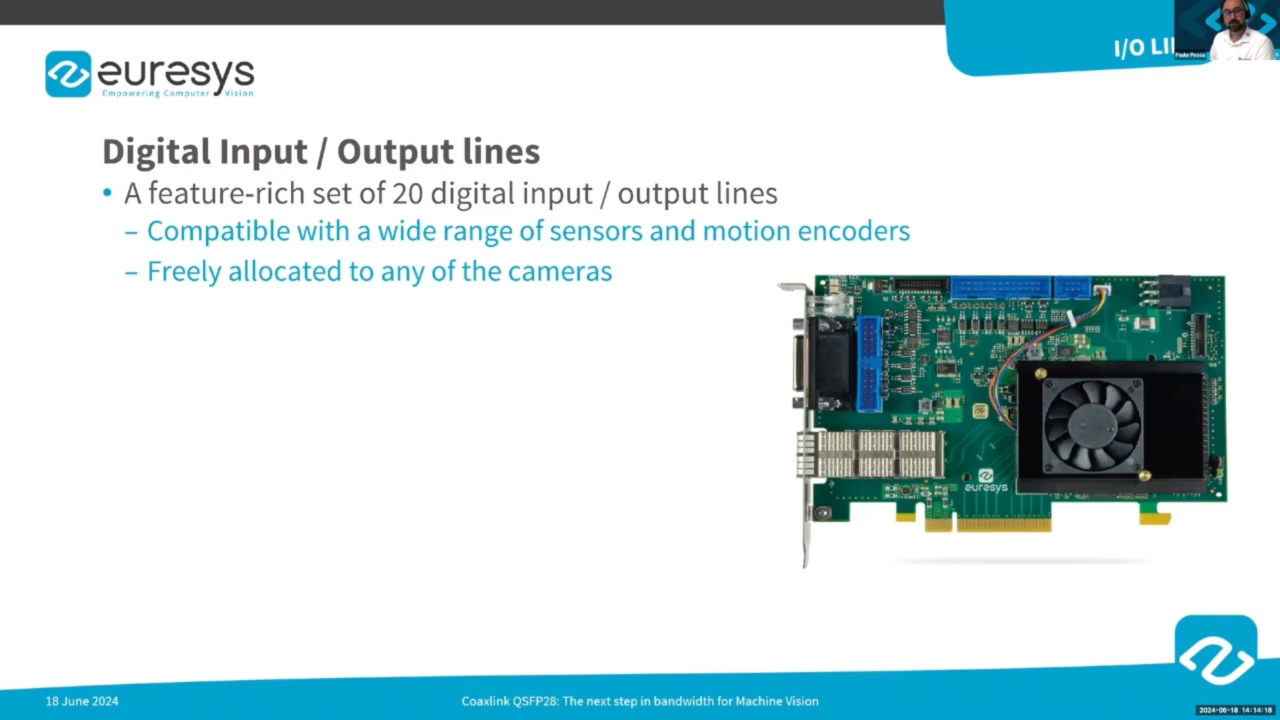 I/O LI
Paulo Possa
euresys
Empowering Computer Vision
Digital Input / Output lines
• A feature-rich set of 20 digital input / output lines
– Compatible with a wide range of sensors and motion encoders
– Freely allocated to any of the cameras
euresys
18 June 2024
Coaxlink QSFP28: The next step in bandwidth for Machine Vision
2024-06-18 14:14:18